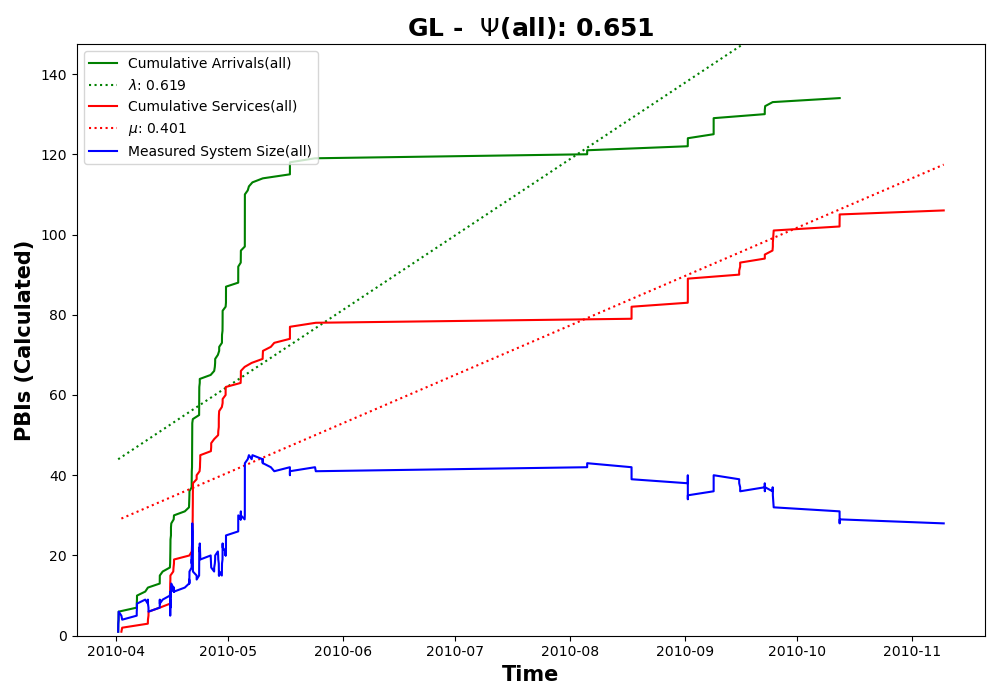 GL - Ψ(all): 0.651
Cumulative Arrivals(all)
λ: 0.619
Cumulative Services(all)
μ: 0.401
Measured System Size(all)
PBIs (Calculated)
140
120
100
80
60
40
20
0
2010-04 2010-05 2010-06 2010-07 2010-08 2010-09 2010-10 2010-11
Time